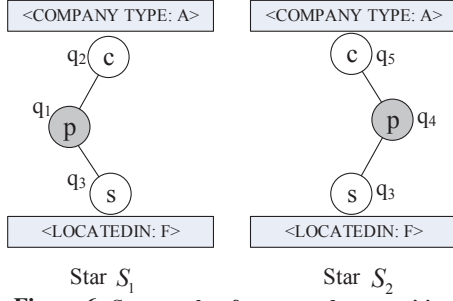 <COMPANY TYPE: A> <COMPANY TYPE: A>
q2 c c q5
q1 p p q4
q3 s s q3
<LOCATEDIN: F> <LOCATEDIN: F>
Star S1 Star S2